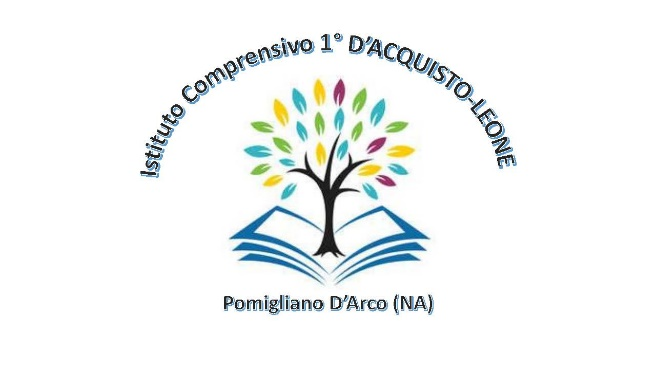 Istituto Comprensivo 1° D'ACQUISTO-LEONE
Pomigliano D'Arco (NA)